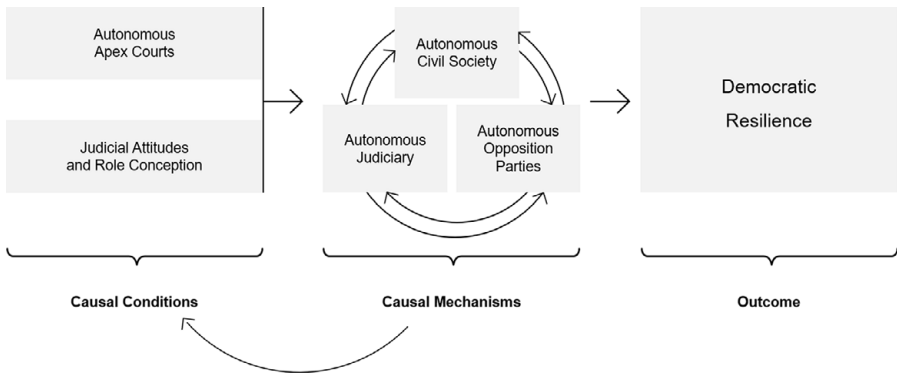 Autonomous
Apex Courts
Judicial Attitudes
and Role Conception
Autonomous
Civil Society
Autonomous
Judiciary
Autonomous
Opposition
Parties
Democratic
Resilience
Causal Conditions
Causal Mechanisms
Outcome